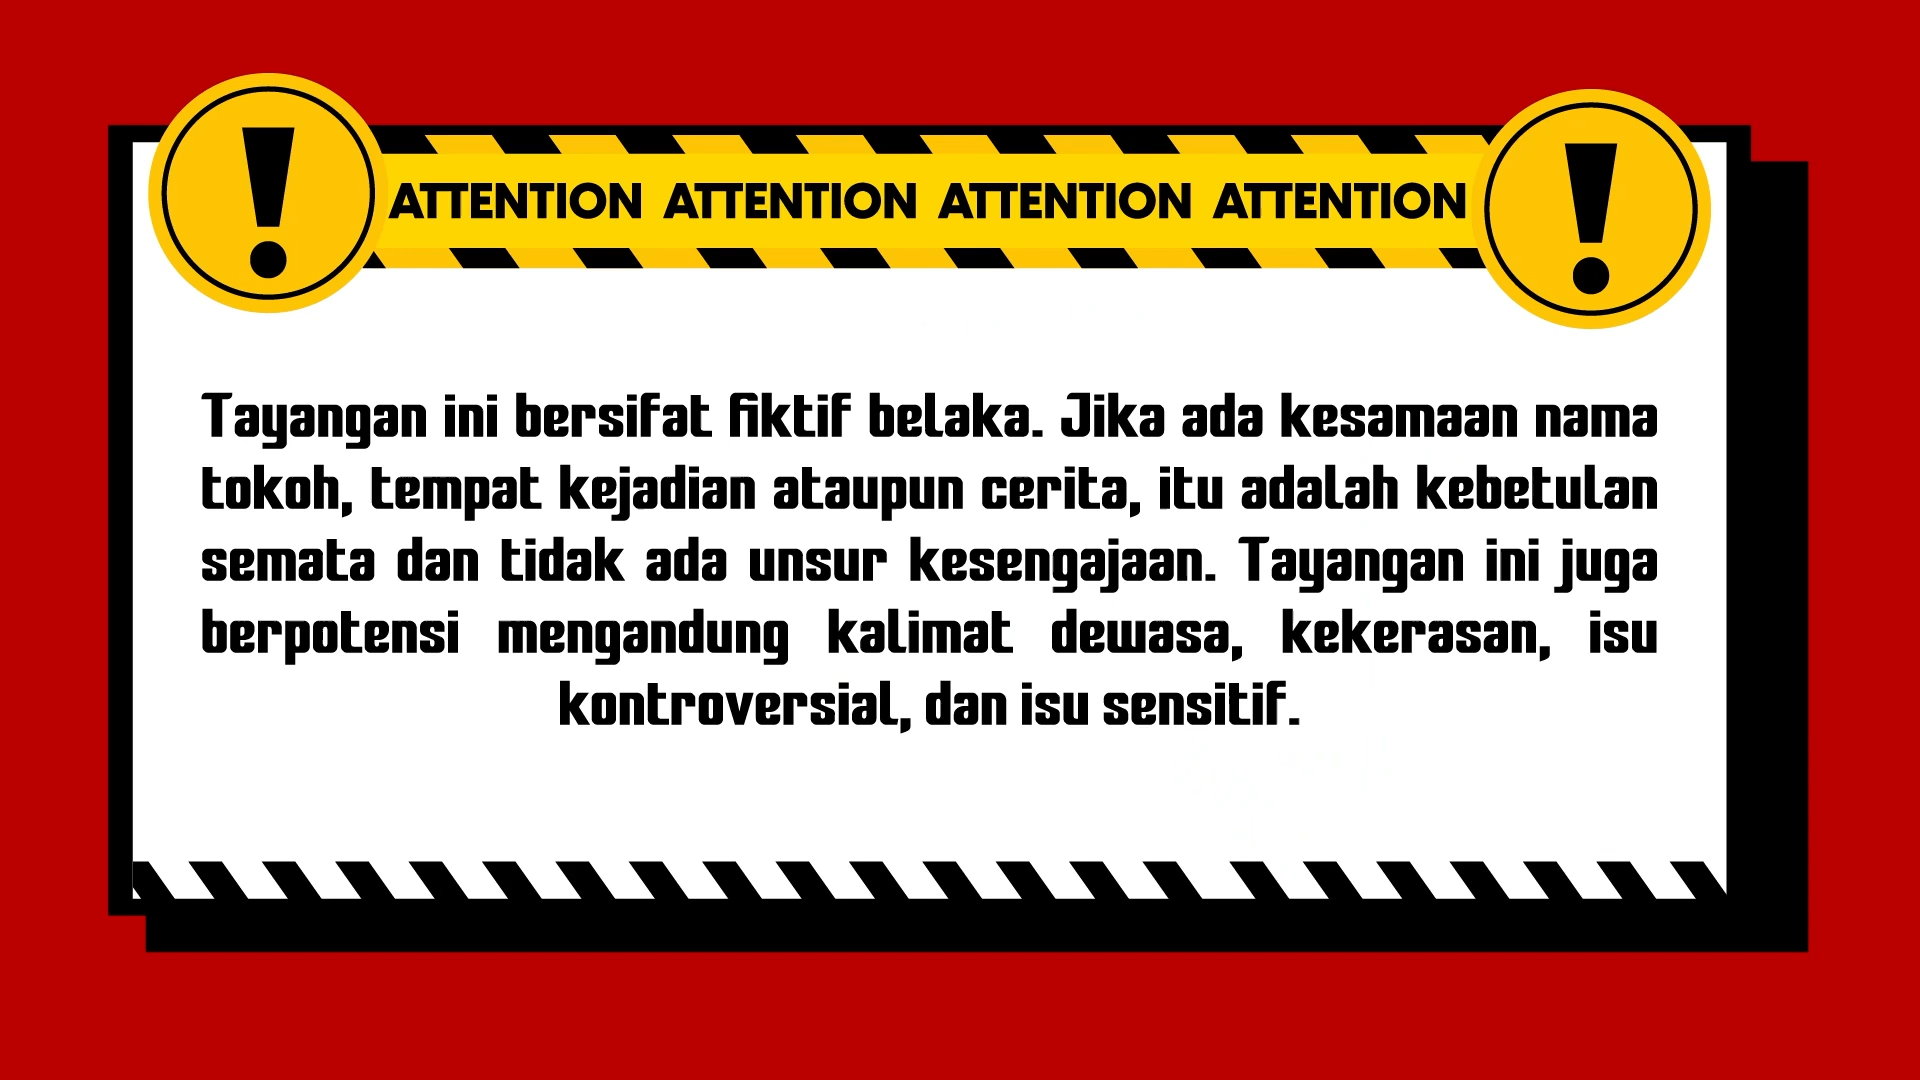 ATTENTION ATTENTION ATTENTION ATTENTION
Tayangan ini bersifat fiktif belaka. Jika ada kesamaan nama
tokoh, tempat kejadian ataupun cerita, itu adalah kebetulan
semata dan tidak ada unsur kesengajaan. Tayangan ini juga
berpotensi mengandung kalimat dewasa, kekerasan, isu
kontroversial, dan isu sensitif.